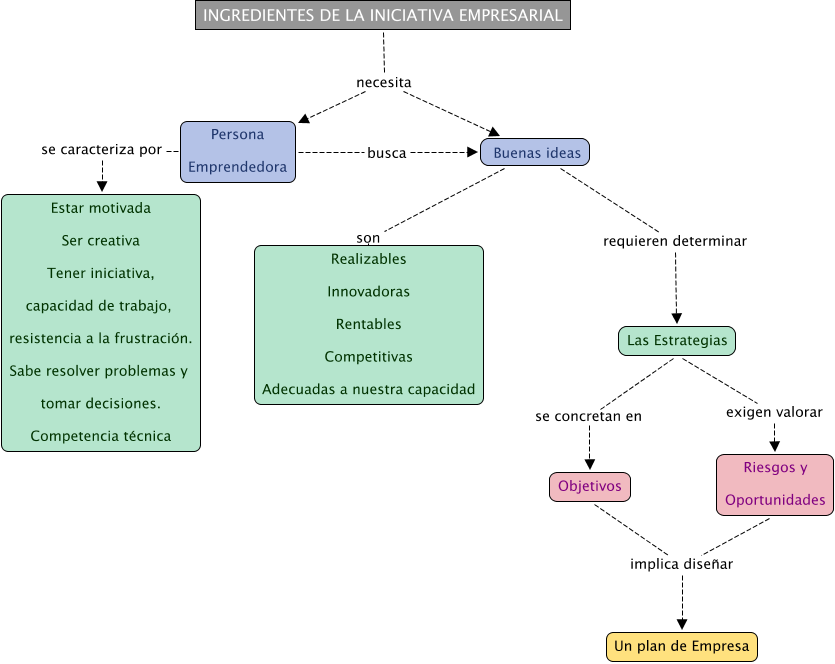 INGREDIENTES DE LA INICIATIVA EMPRESARIAL
necesita
Persona
Emprendedora
se caracteriza por
busca
Buenas ideas
Estar motivada
Ser creativa
Tener iniciativa,
capacidad de trabajo,
resistencia a la frustración.
Sabe resolver problemas y
tomar decisiones.
Competencia técnica
son
Realizables
Innovadoras
Rentables
Competitivas
Adecuadas a nuestra capacidad
requieren determinar
Las Estrategias
se concretan en
exigen valorar
Objetivos
Riesgos y
Oportunidades
implica diseñar
Un plan de Empresa